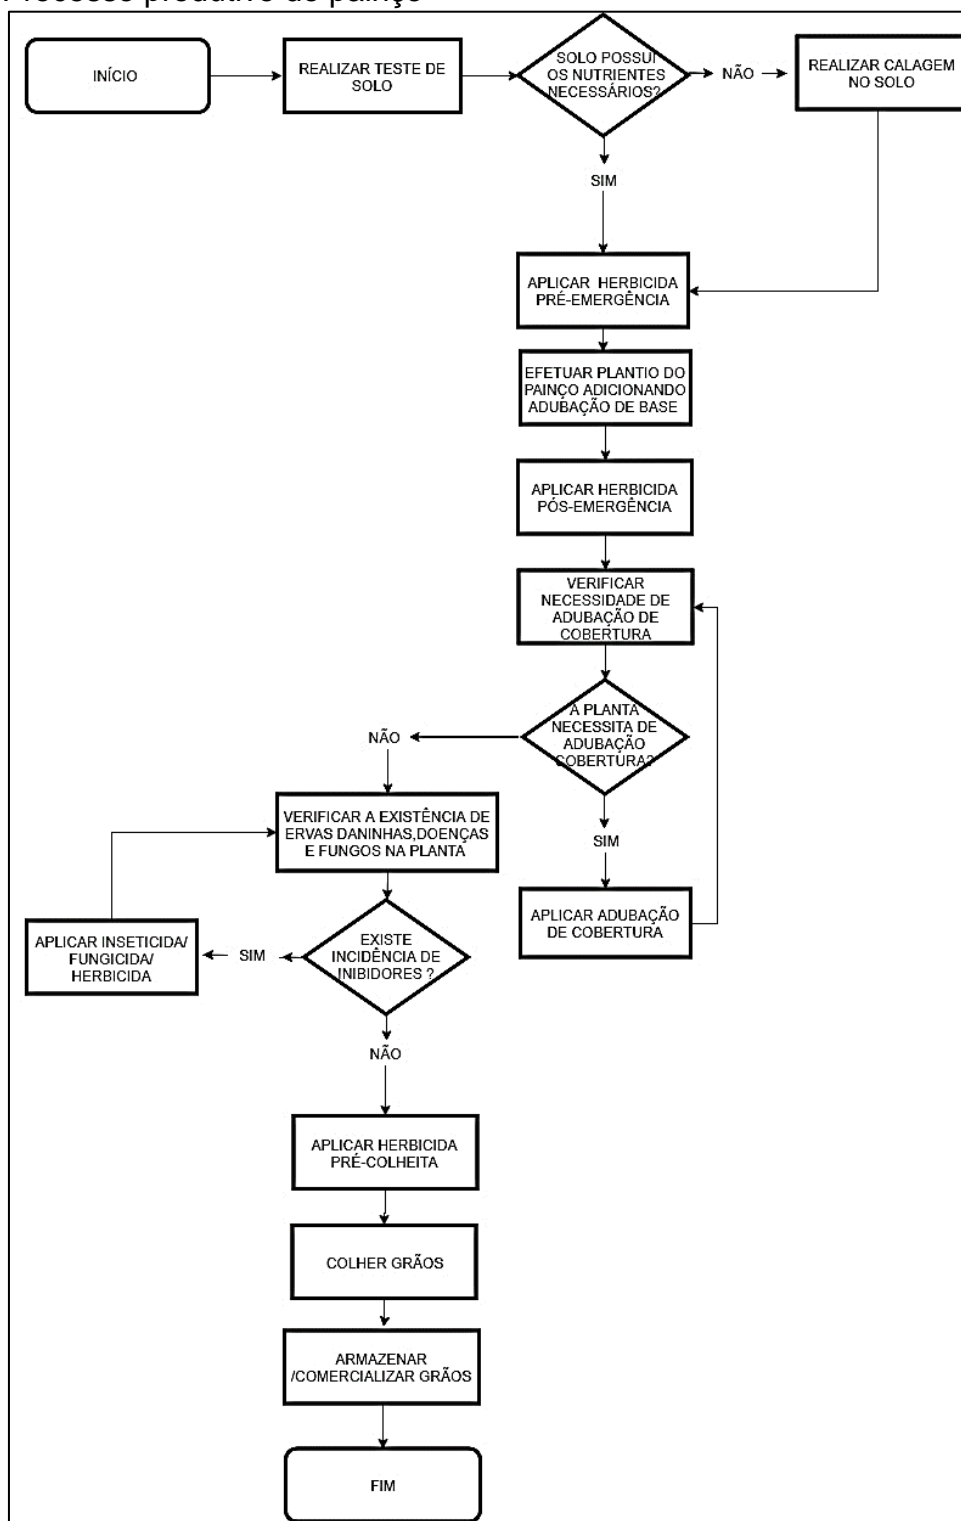 Processo produtivo do painço
INÍCIO
REALIZAR TESTE DE
SOLO
SOLO POSSUI
OS NUTRIENTES
NECESSÁRIOS?
NÃO
REALIZAR CALAGEM
NO SOLO
SIM
APLICAR HERBICIDA
PRÉ-EMERGÊNCIA
EFETUAR PLANTIO DO
PAINÇO ADICIONANDO
ADUBAÇÃO DE BASE
APLICAR HERBICIDA
PÓS-EMERGÊNCIA
VERIFICAR
NECESSIDADE DE
ADUBAÇÃO DE
COBERTURA
A PLANTA
NECESSITA DE
ADUBAÇÃO
COBERTURA?
NÃO
SIM
APLICAR ADUBAÇÃO
DE COBERTURA
VERIFICAR A EXISTÊNCIA DE
ERVAS DANINHAS,DOENÇAS
E FUNGOS NA PLANTA
EXISTE
INCIDÊNCIA DE
INIBIDORES ?
SIM
APLICAR INSETICIDA/
FUNGICIDA/
HERBICIDA
NÃO
APLICAR HERBICIDA
PRÉ-COLHEITA
COLHER GRÃOS
ARMAZENAR
/COMERCIALIZAR GRÃOS
FIM